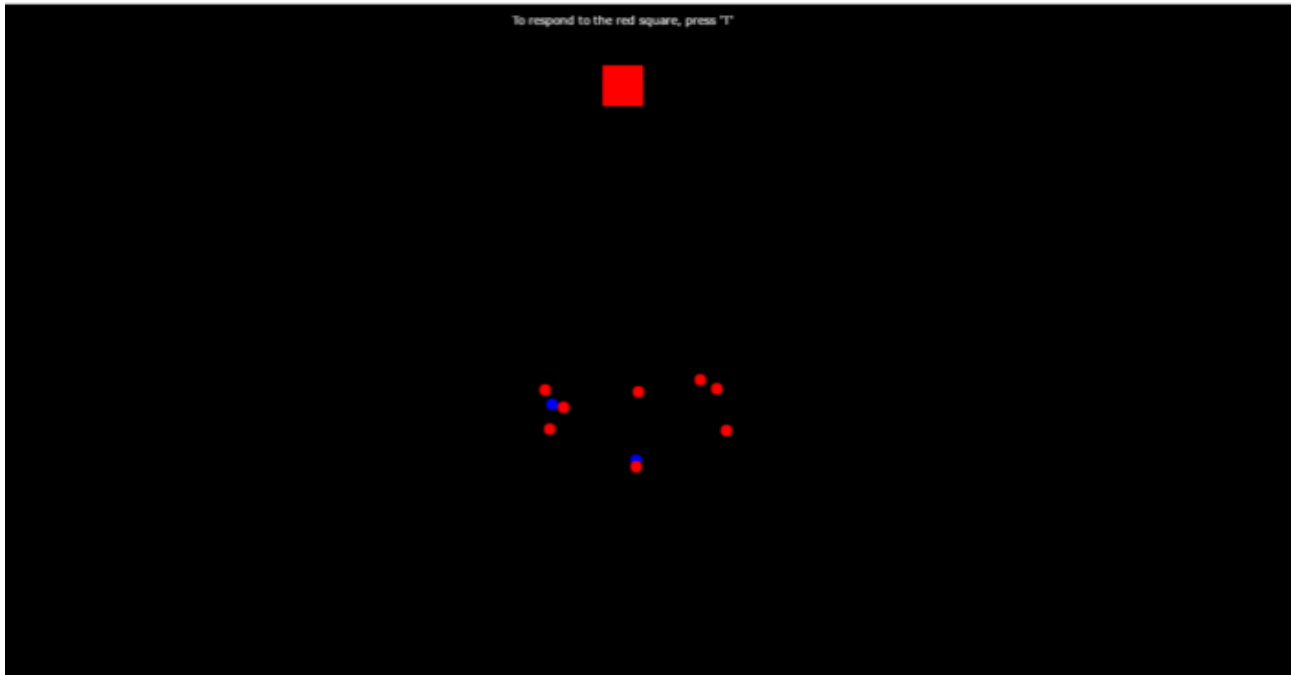 To respond to the red square, press 'T'